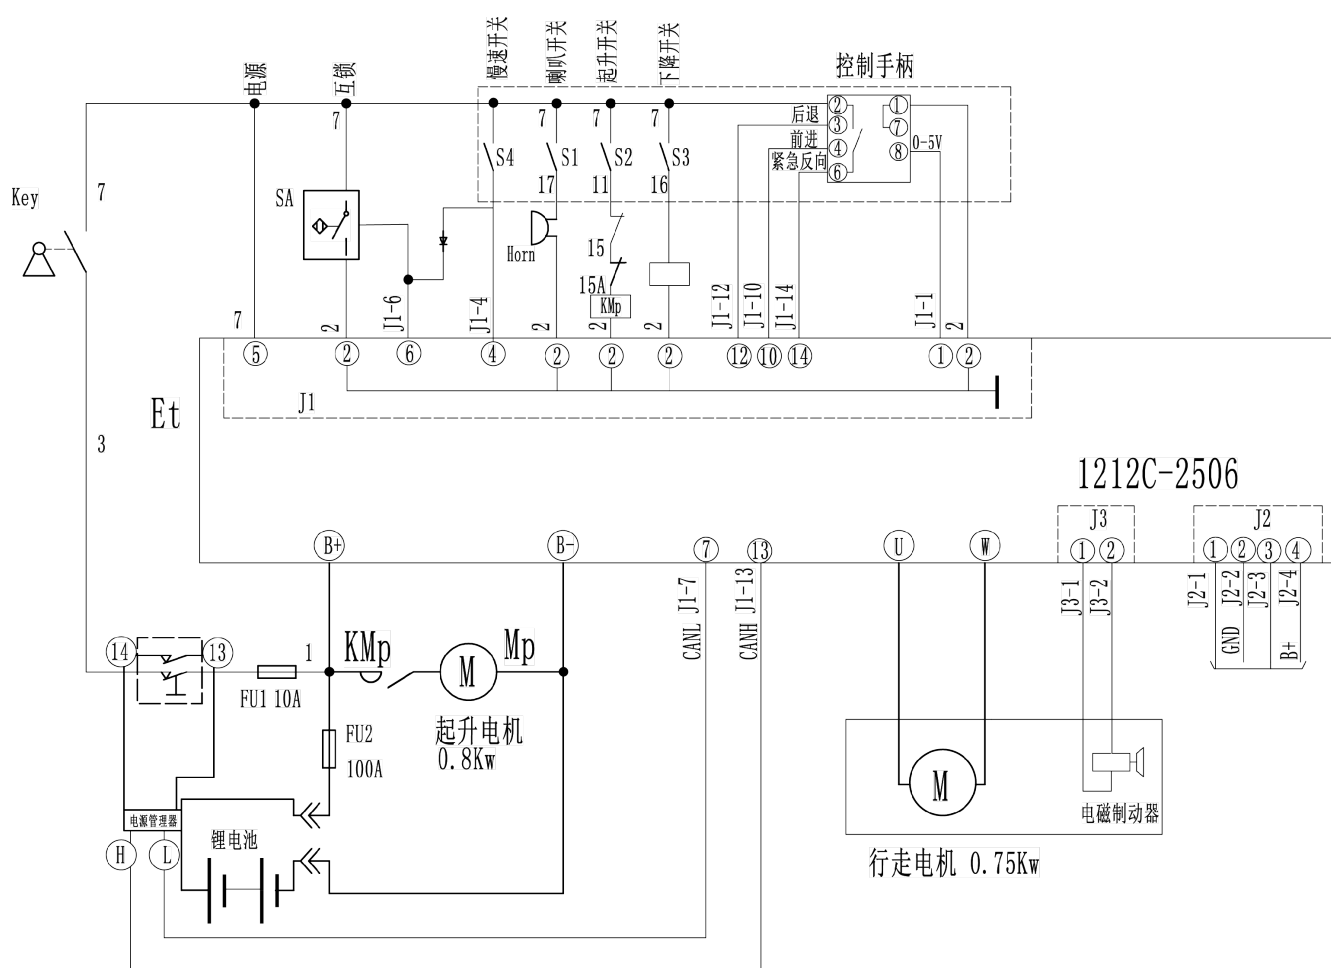 慢速开关
喇叭开关
起升开关
下降开关
控制手柄
电源
互锁
7
7
7
7
后退
前进
紧急反向
2
3
4
6
1
7
8
0-5V
Key
7
SA
S4
S1
S2
S3
17
11
16
Horn
15
15A
KMp
7
2
J1-6
J1-4
2
2
2
J1-12
J1-10
J1-14
J1-1
2
5
2
6
4
2
2
2
12
10
14
1
2
J1
Et
3
1212C-2506
J3
J2
B+
B-
7
13
U
W
1
2
1
2
3
4
CANL J1-7
CANH J1-13
J3-1
J3-2
J2-1
GND J2-2
J2-3
B+ J2-4
14
13
1
KMp
Mp
M
FU1 10A
起升电机
0.8Kw
FU2
100A
M
电磁制动器
行走电机 0.75Kw
电源管理器
锂电池
H
L